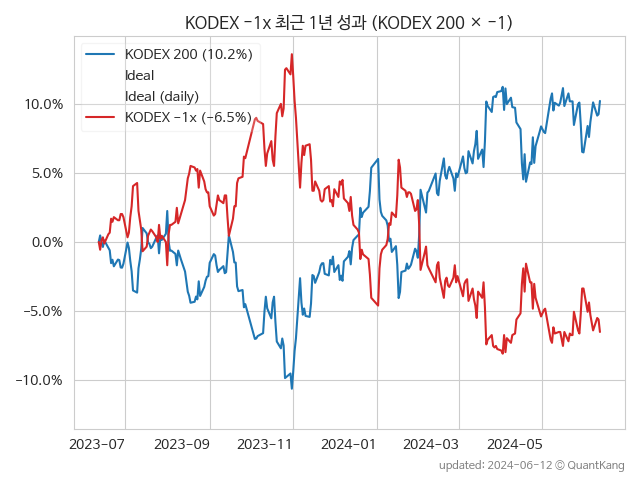 KODEX -1x 최근 1년 성과 (KODEX 200 × -1)
KODEX 200 (10.2%)
Ideal
Ideal (daily)
KODEX -1x (-6.5%)
10.0%
5.0%
0.0%
-5.0%
-10.0%
2023-07 2023-09 2023-11 2024-01 2024-03 2024-05
updated: 2024-06-12 © QuantKang